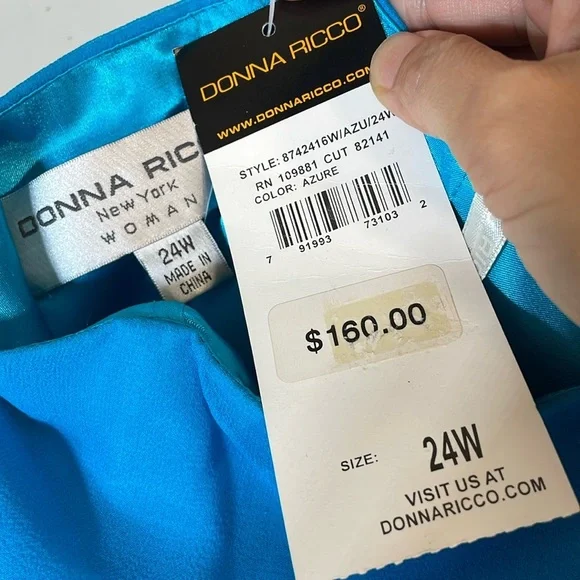 DONNA RICCO®
WWW.DONNARICCO.COM
STYLE: 8742416W/AZU/24W
RN 109881 CUT 82141
COLOR: AZURE
7 91993 73103 2
$160.00
SIZE: 24W
VISIT US AT
DONNARICCO.COM
DONNA RIC
New York
WOMAN
24W
MADE IN
CHINA